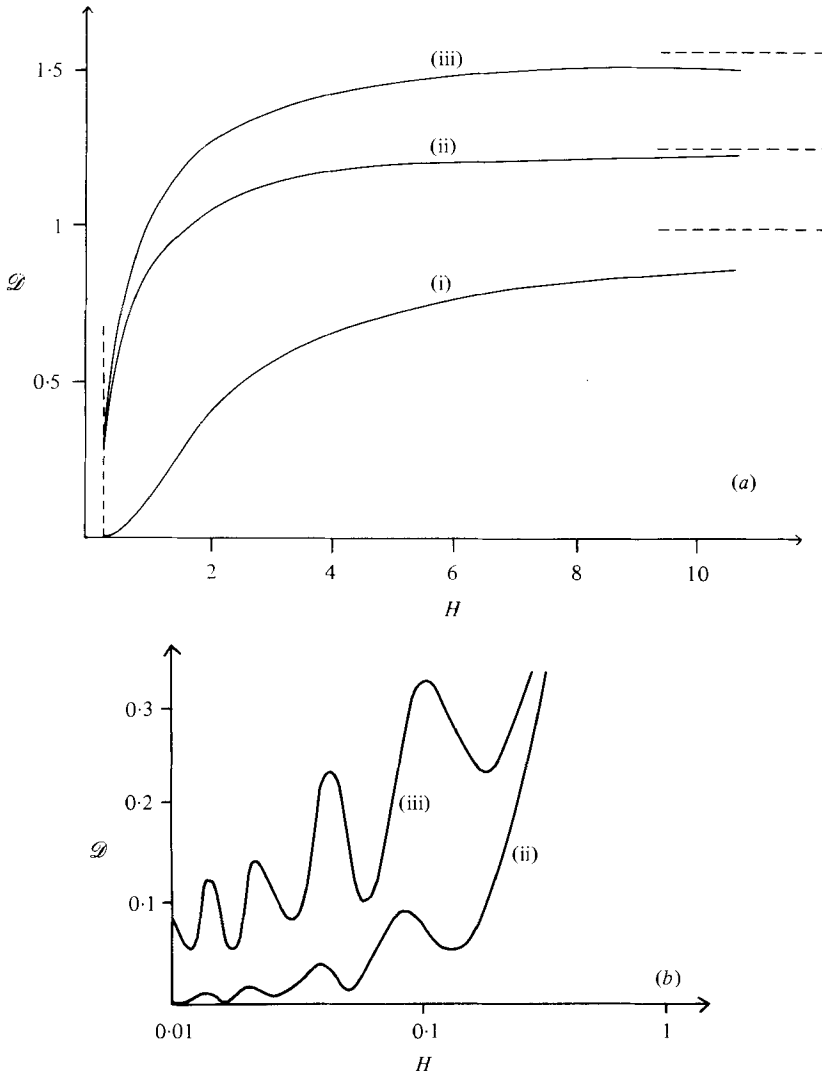 1·5
(iii)
(ii)
1
𝒟
(i)
0·5
(a)
2 4 6 8 10
H
0·3
0·2
(iii)
𝒟
(ii)
0·1
(b)
0·01 0·1 1
H